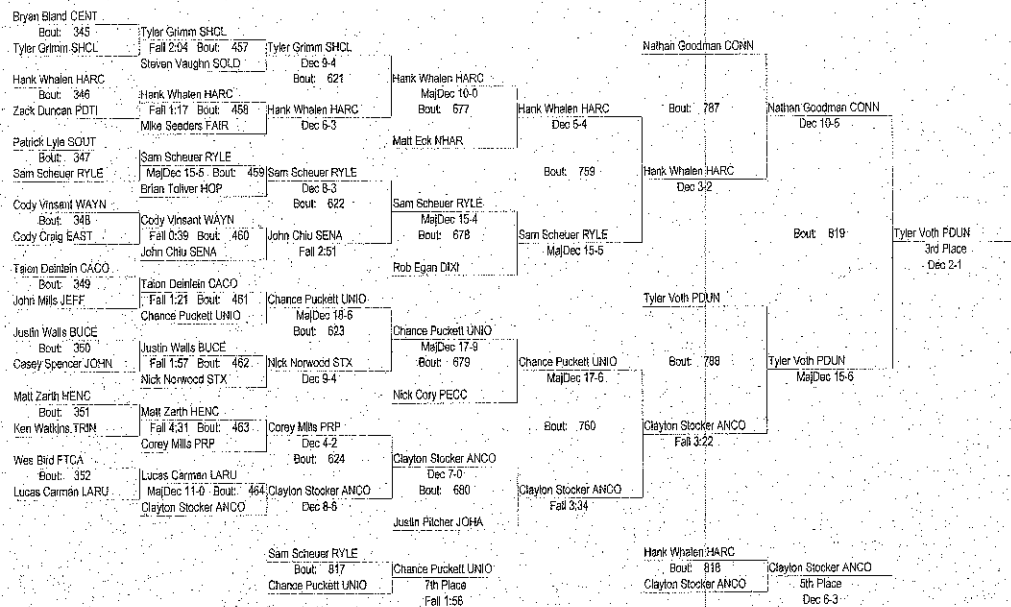 Bryan Bland CENT
Bout: 345
Tyler Grimm SHCL
Hank Whalen HARC
Bout: 346
Zack Duncan PDTI
Patrick Lyle SOUT
Bout: 347
Sam Scheuer RYLE
Cody Vinsant WAYN
Bout: 348
Cody Craig EAST
Taion Deinlein CACO
Bout: 349
John Mills JEFF
Justin Walls BUCE
Bout: 350
Casey Spencer JOHN
Matt Zarth HENC
Bout: 351
Ken Watkins TRIN
Wes Bird FTCA
Bout: 352
Lucas Carman LARU
Tyler Grimm SHCL
Fall 2:04 Bout: 457
Steven Vaughn SOLD
Hank Whalen HARC
Fall 1:17 Bout: 458
Mike Seeders FAIR
Sam Scheuer RYLE
MajDec 15-5 Bout: 459
Brian Toliver HOP
Cody Vinsant WAYN
Fall 0:39 Bout: 460
John Chiu SENA
Taion Deinlein CACO
Fall 1:21 Bout: 461
Chance Puckett UNIO
Justin Walls BUCE
Fall 1:57 Bout: 462
Nick Norwood STX
Matt Zarth HENC
Fall 4:31 Bout: 463
Corey Mills PRP
Lucas Carman LARU
MajDec 11-0 Bout: 464
Clayton Stocker ANCO
Tyler Grimm SHCL
Dec 9-4
Bout: 621
Hank Whalen HARC
Dec 6-3
Sam Scheuer RYLE
Dec 8-3
Bout: 622
John Chiu SENA
Fall 2:51
Chance Puckett UNIO
MajDec 18-6
Bout: 623
Nick Norwood STX
Dec 9-4
Corey Mills PRP
Dec 4-2
Bout: 624
Clayton Stocker ANCO
Dec 8-6
Hank Whalen HARC
MajDec 10-0
Bout: 677
Matt Eck NHAR
Sam Scheuer RYLE
MajDec 15-4
Bout: 678
Rob Egan DIXI
Chance Puckett UNIO
MajDec 17-9
Bout: 679
Nick Cory PECC
Clayton Stocker ANCO
Dec 7-0
Bout: 680
Justin Pitcher JOHA
Hank Whalen HARC
Dec 5-4
Bout: 759
Sam Scheuer RYLE
MajDec 15-5
Chance Puckett UNIO
MajDec 17-6
Bout: 760
Clayton Stocker ANCO
Fall 3:34
Nathan Goodman CONN
Bout: 787
Hank Whalen HARC
Dec 3-2
Tyler Voth PDUN
Bout: 788
Clayton Stocker ANCO
Fall 3:22
Nathan Goodman CONN
Dec 10-5
Bout: 819
Tyler Voth PDUN
MajDec 15-6
Tyler Voth PDUN
3rd Place
Dec 2-1
Sam Scheuer RYLE
Bout: 817
Chance Puckett UNIO
Chance Puckett UNIO
7th Place
Fall 1:56
Hank Whalen HARC
Bout: 818
Clayton Stocker ANCO
Clayton Stocker ANCO
5th Place
Dec 6-3